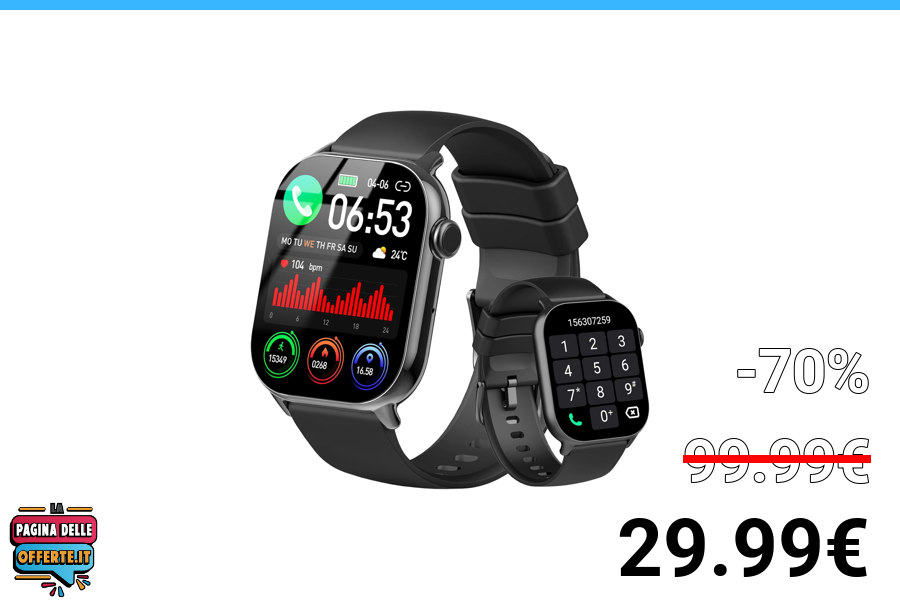 04-06
06:53
MO TU WE TH FR SA SU
24℃
104 bpm
0 6 12 18 24
15349
0268
16.58
156307259
1 2 3
4 5 6
7* 8 9#
0+
-70%
99.99€
29.99€
LA
PAGINA DELLE
OFFERTE.IT